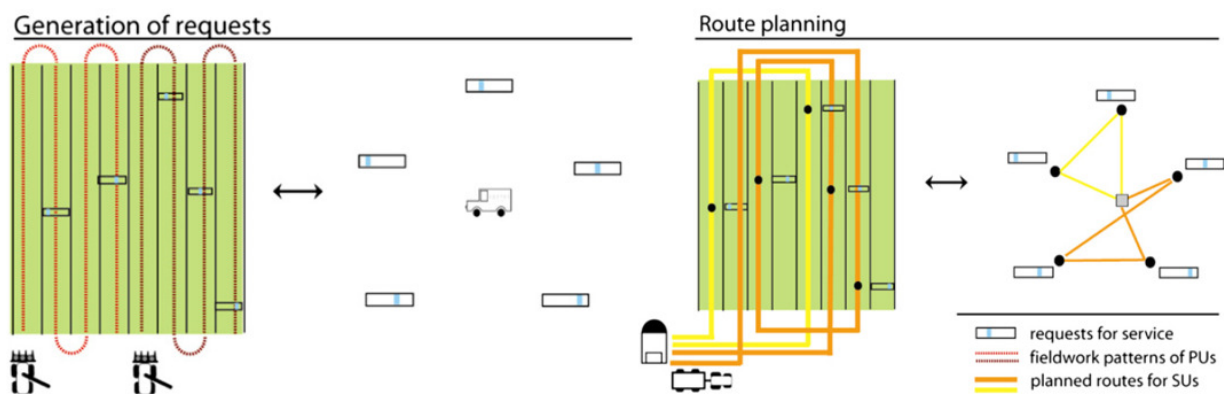 Generation of requests
Route planning
requests for service
fieldwork patterns of PUs
planned routes for SUs